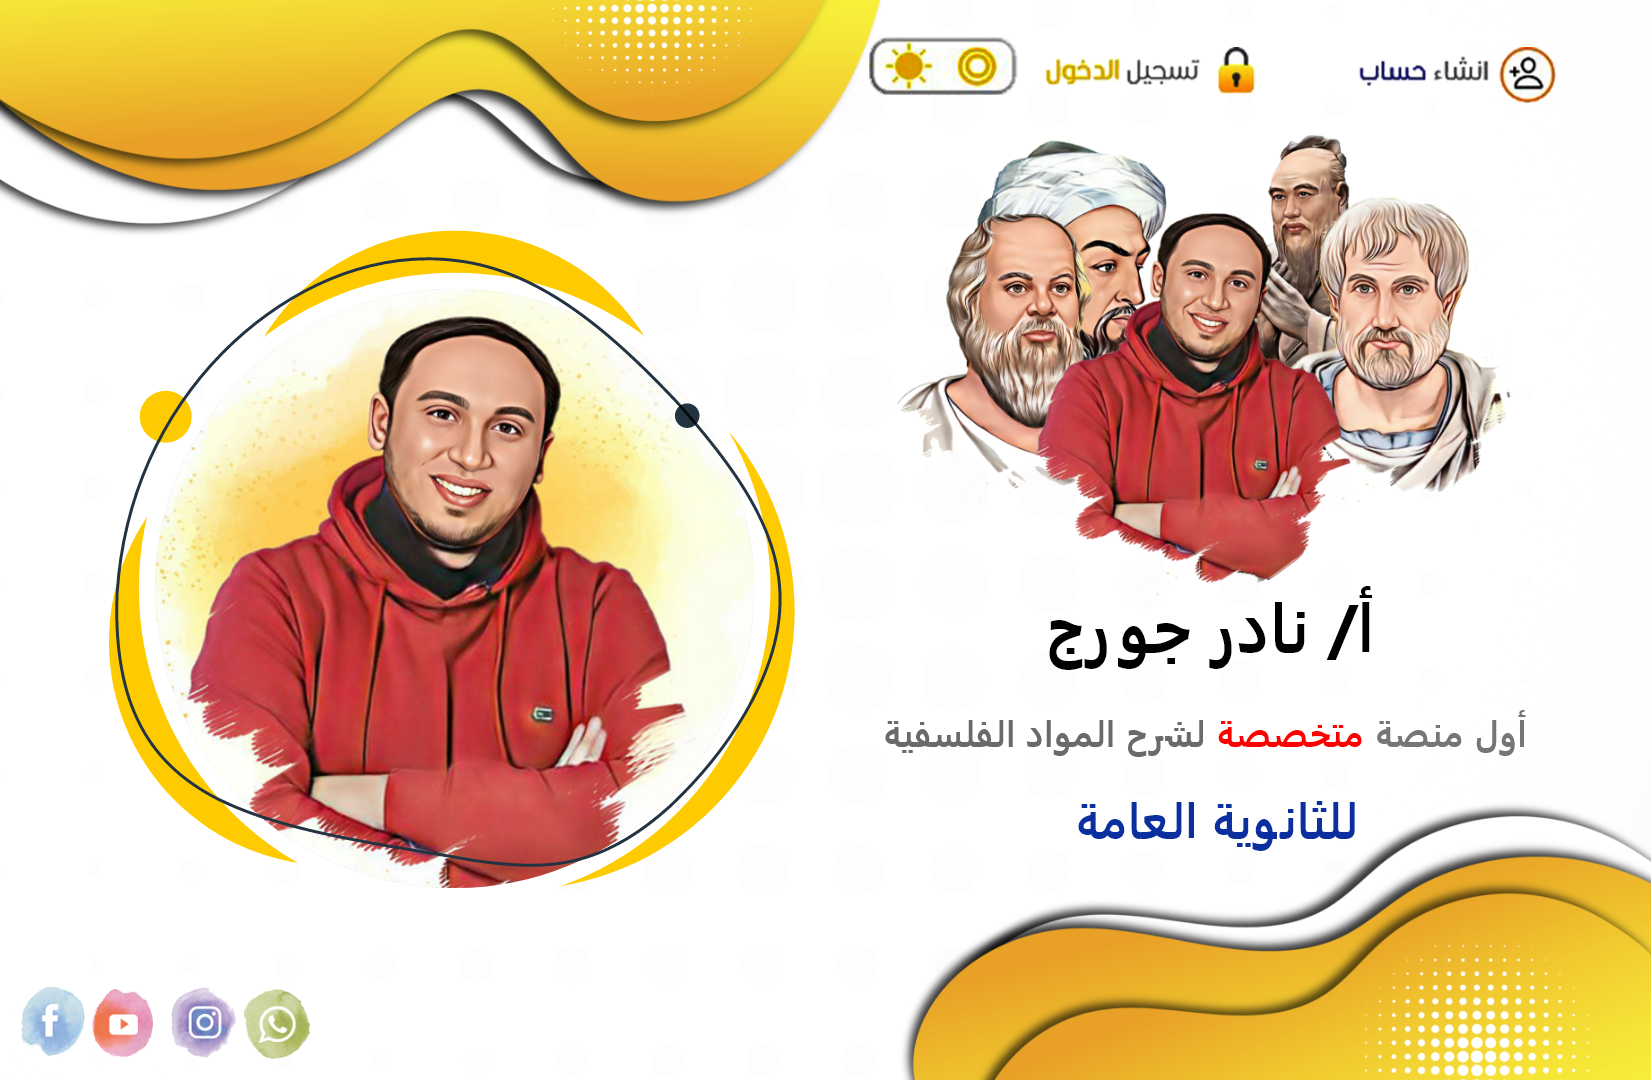 انشاء حساب
تسجيل الدخول
أ/ نادر جورج
أول منصة متخصصة لشرح المواد الفلسفية
للثانوية العامة